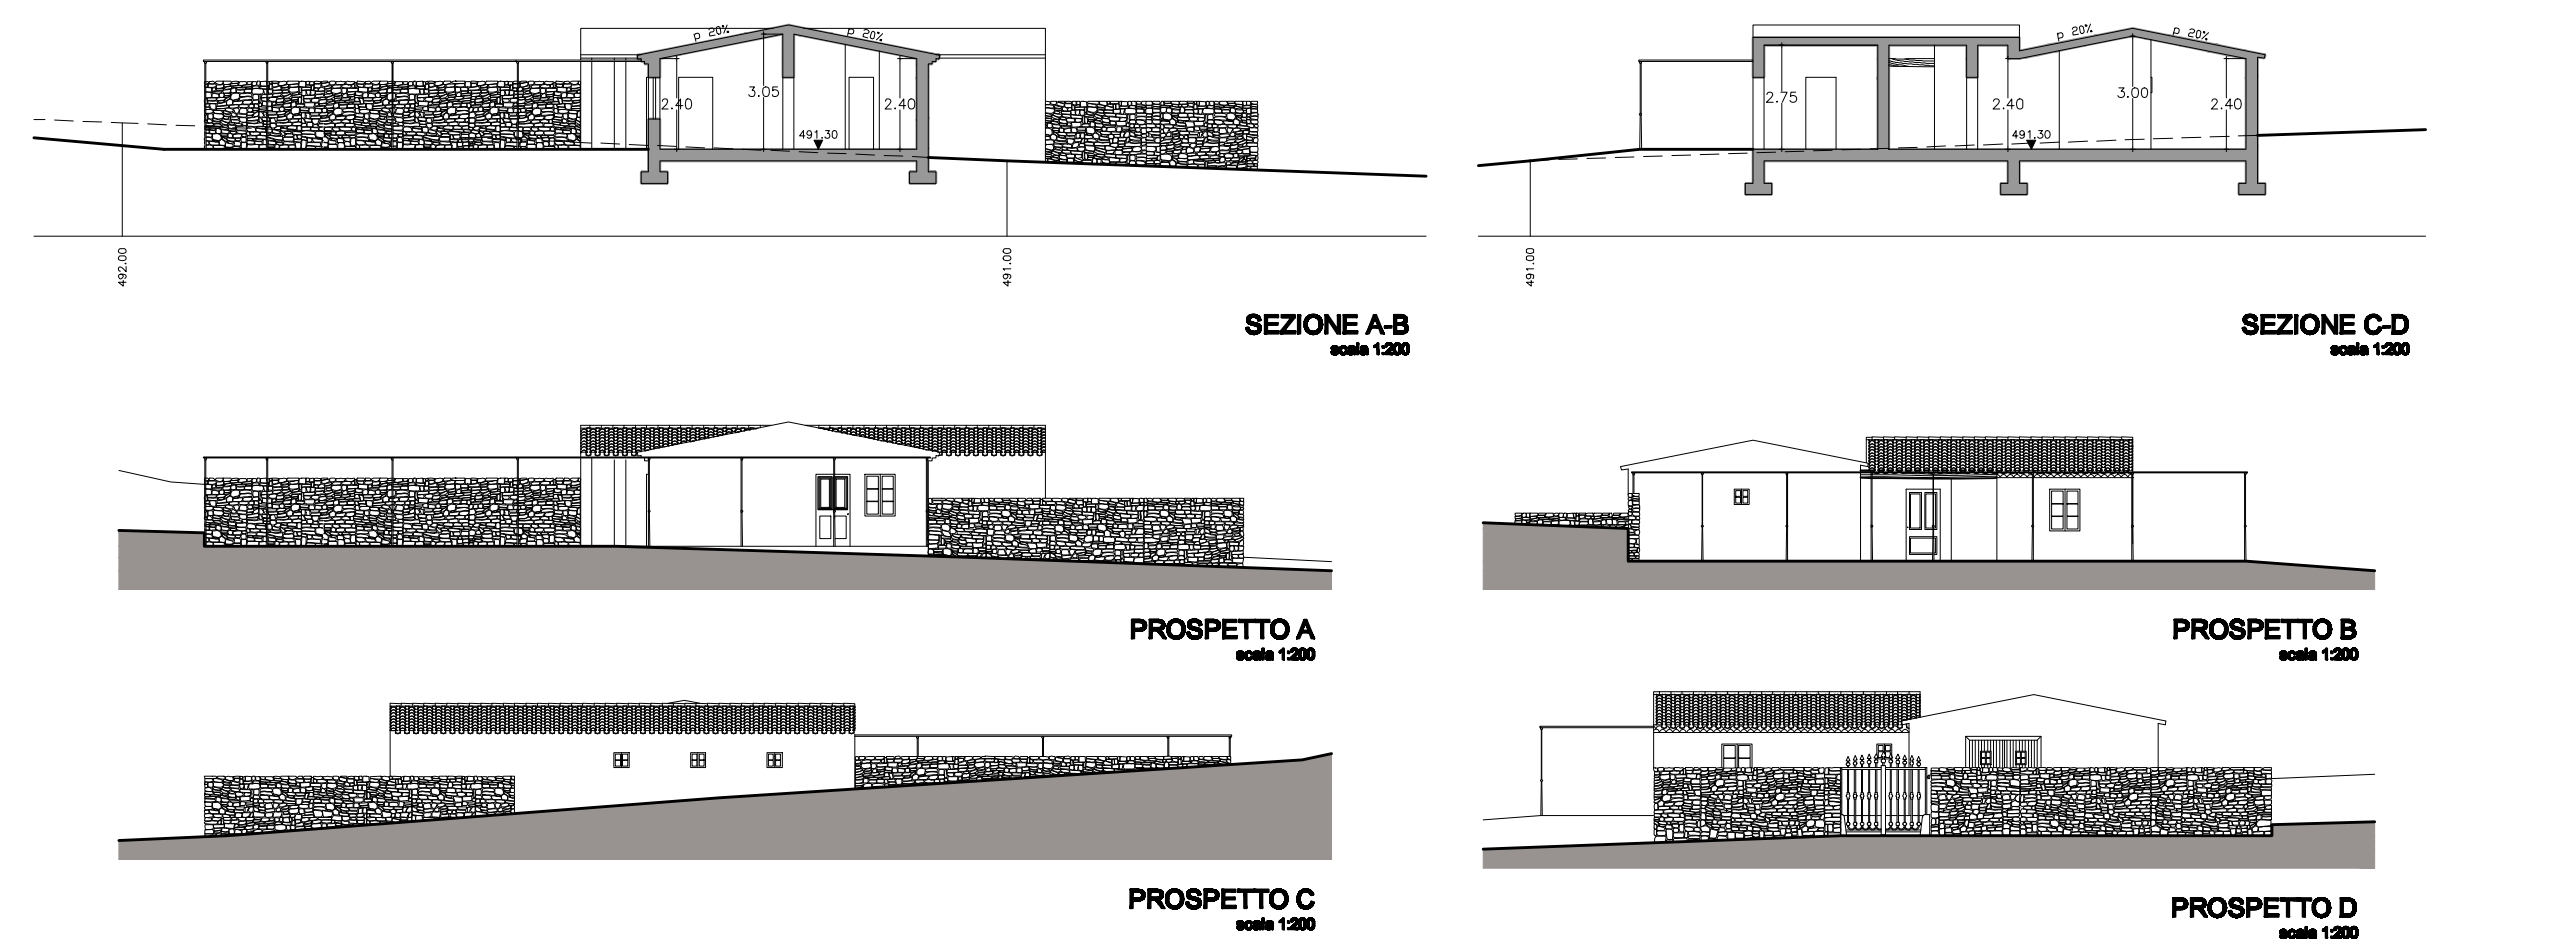 p 20%
p 20%
2.40
3.05
2.40
491.30
492.00
491.00
SEZIONE A-B
scala 1:200
p 20%
p 20%
2.75
2.40
3.00
2.40
491.30
491.00
SEZIONE C-D
scala 1:200
PROSPETTO A
scala 1:200
PROSPETTO B
scala 1:200
PROSPETTO C
scala 1:200
PROSPETTO D
scala 1:200